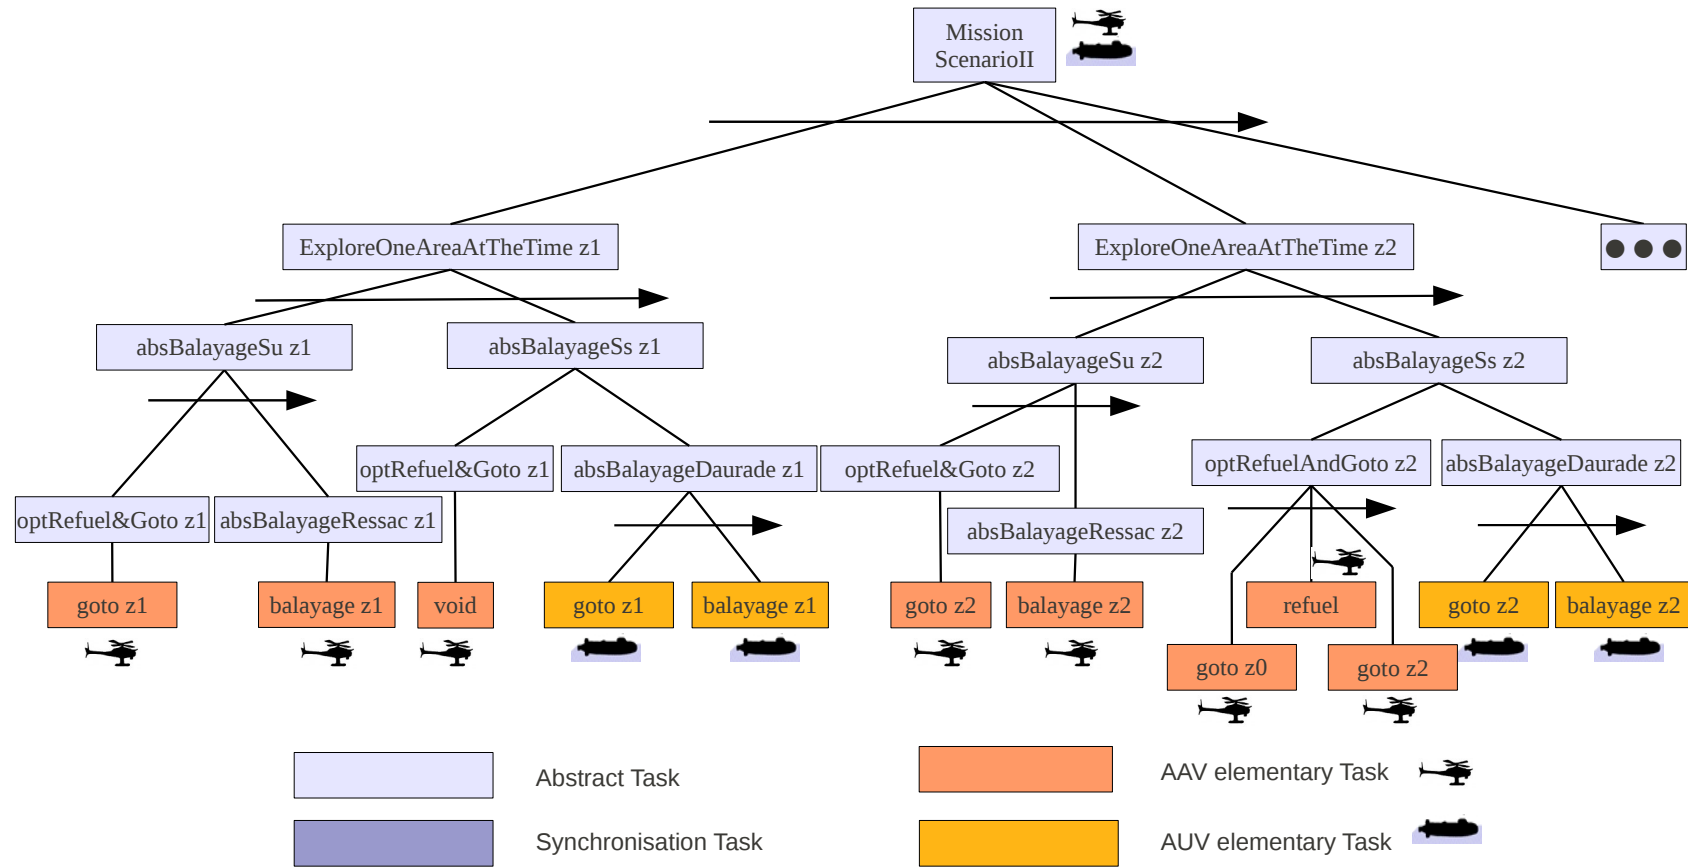 Mission
ScenarioII
ExploreOneAreaAtTheTime z1
ExploreOneAreaAtTheTime z2
absBalayageSu z1
absBalayageSs z1
absBalayageSu z2
absBalayageSs z2
optRefuel&Goto z1
absBalayageDaurade z1
optRefuel&Goto z2
optRefuelAndGoto z2
absBalayageDaurade z2
optRefuel&Goto z1
absBalayageRessac z1
absBalayageRessac z2
goto z1
balayage z1
void
goto z1
balayage z1
goto z2
balayage z2
refuel
goto z2
balayage z2
goto z0
goto z2
Abstract Task
AAV elementary Task
Synchronisation Task
AUV elementary Task